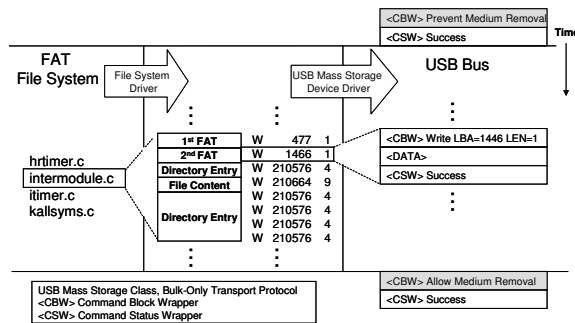 <CBW> Prevent Medium Removal
<CSW> Success
Time
FAT
File System
File System
Driver
USB Mass Storage
Device Driver
USB Bus
1st FAT W 477 1
2nd FAT W 1466 1
Directory Entry W 210576 4
File Content W 210664 9
Directory Entry W 210576 4
W 210576 4
W 210576 4
W 210576 4
<CBW> Write LBA=1446 LEN=1
<DATA>
<CSW> Success
hrtimer.c
intermodule.c
itimer.c
kallsyms.c
<CBW> Allow Medium Removal
<CSW> Success
USB Mass Storage Class, Bulk-Only Transport Protocol
<CBW> Command Block Wrapper
<CSW> Command Status Wrapper